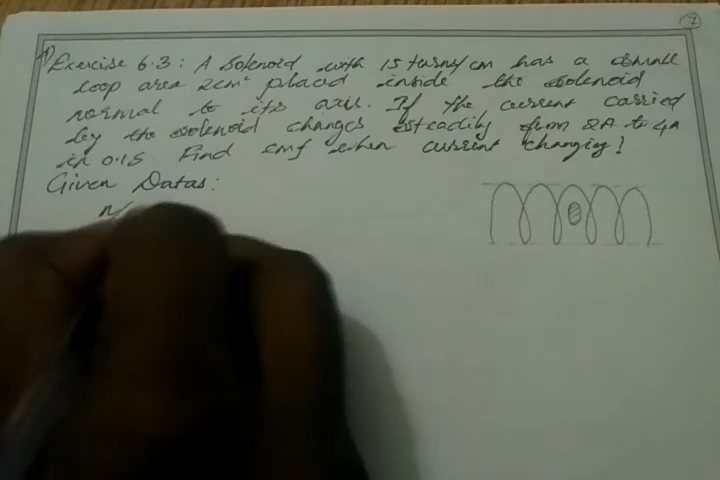 7
Exercise 6.3: A Solenoid with 15 turns/cm has a small
loop area 2cm² placed inside the solenoid
normal to its axis. If the current carried
by the solenoid changes steadily from 2A to 4A
in 0.1S. Find emf when current changing!
Given Datas:
n/